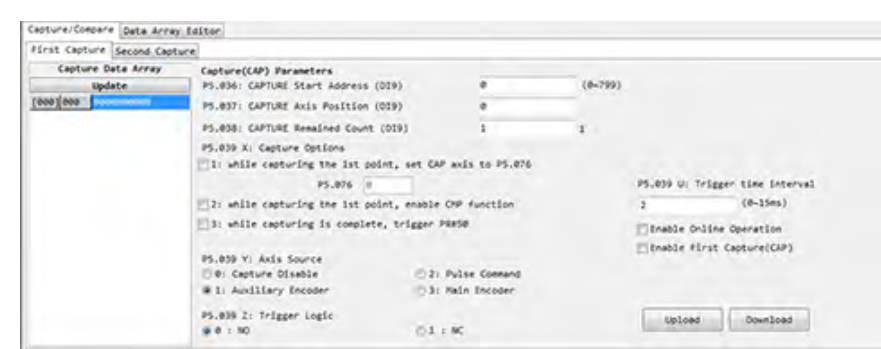 Capture/Compare Data Array Editor
First Capture Second Capture
Capture Data Array
Update
[000] 000 0000000000
Capture(CAP) Parameters
P5.036: CAPTURE Start Address (DI9) 0 (0~799)
P5.037: CAPTURE Axis Position (DI9) 0
P5.038: CAPTURE Remained Count (DI9) 1 1
P5.039 X: Capture Options
1: while capturing the 1st point, set CAP axis to P5.076
P5.076 0
2: while capturing the 1st point, enable CMP function
3: while capturing is complete, trigger PR#50
P5.039 U: Trigger time Interval
2 (0~15ms)
Enable Online Operation
Enable First Capture(CAP)
P5.039 Y: Axis Source
0: Capture Disable 2: Pulse Command
1: Auxiliary Encoder 3: Main Encoder
P5.039 Z: Trigger Logic
0 : NO 1 : NC
Upload Download